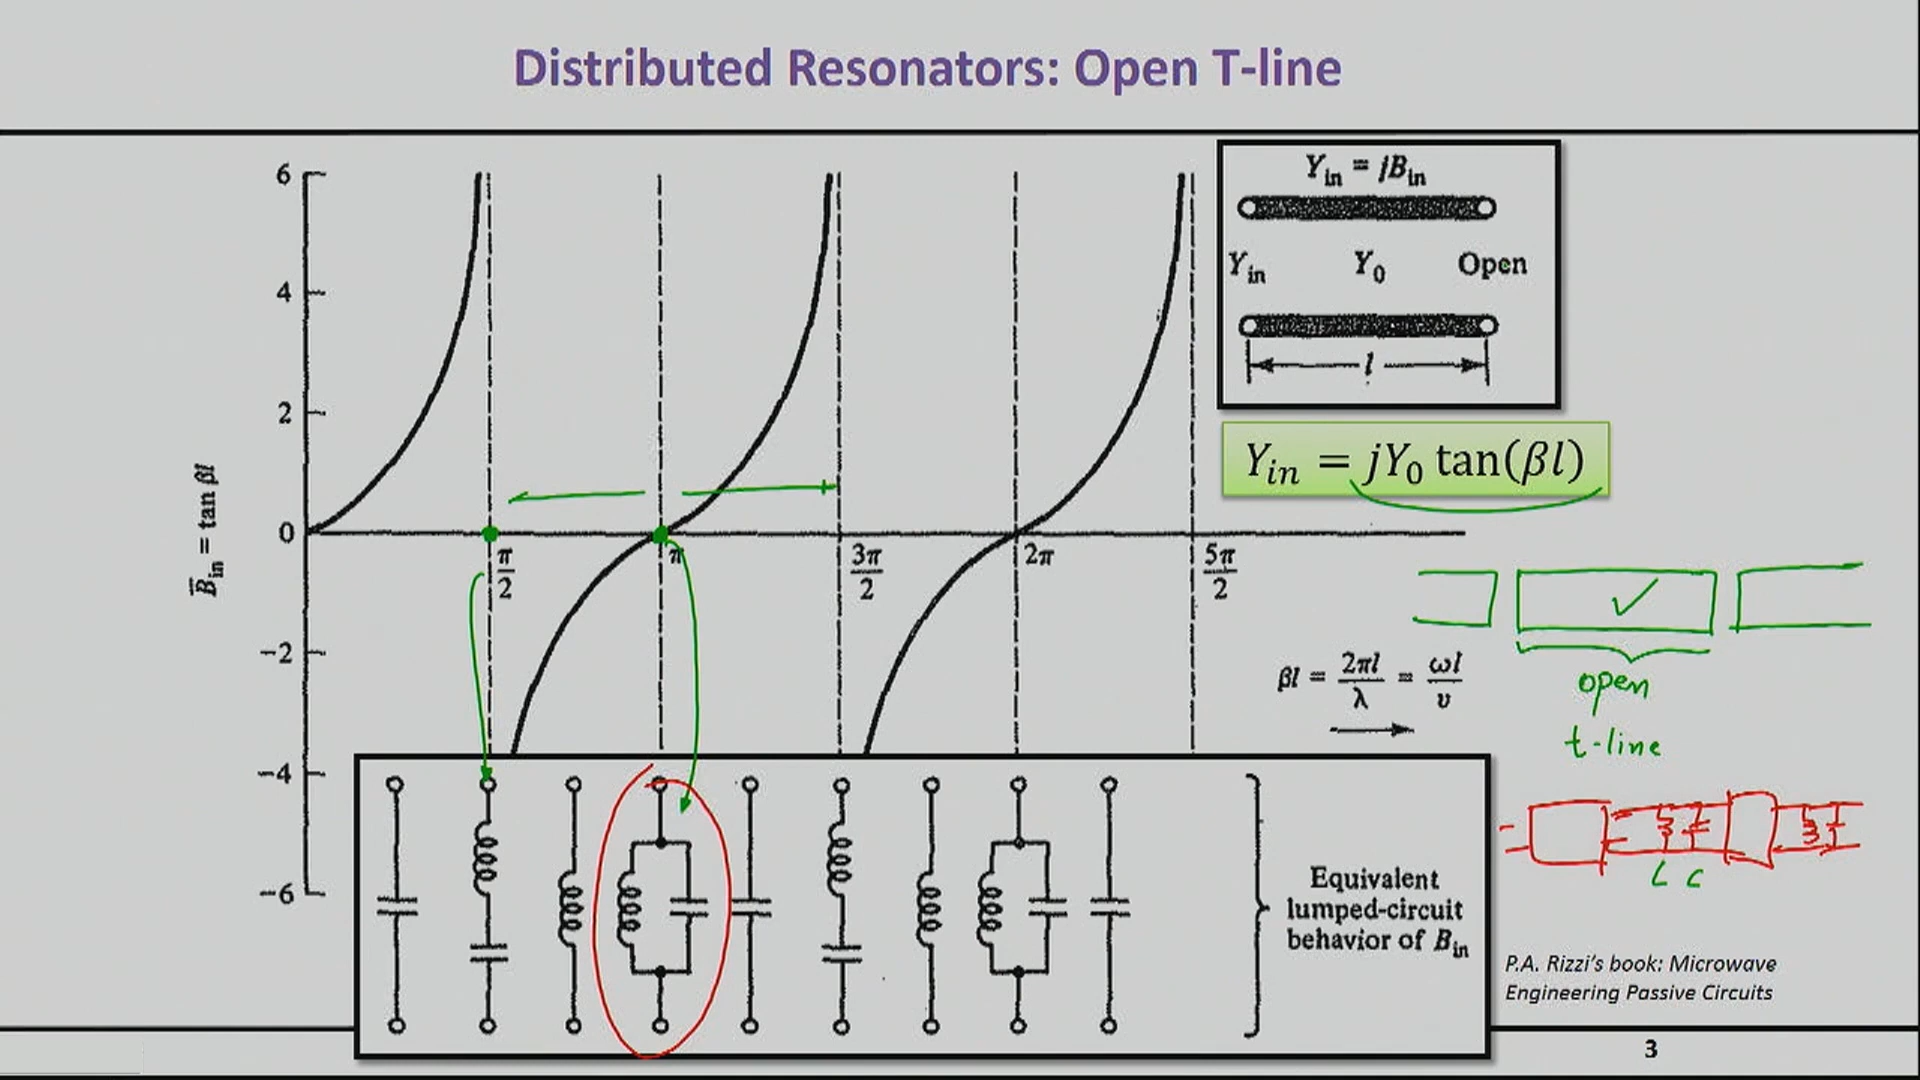 Distributed Resonators: Open T-line
6
4
2
0
−2
−4
−6
B̅in = tan βl
π/2
π
3π/2
2π
5π/2
Yin = jBin
Yin Y0 Open
l
Yin = jY0 tan(βl)
βl = 2πl/λ = ωl/υ
open
t-line
L C
Equivalent
lumped-circuit
behavior of Bin
P.A. Rizzi's book: Microwave
Engineering Passive Circuits
3